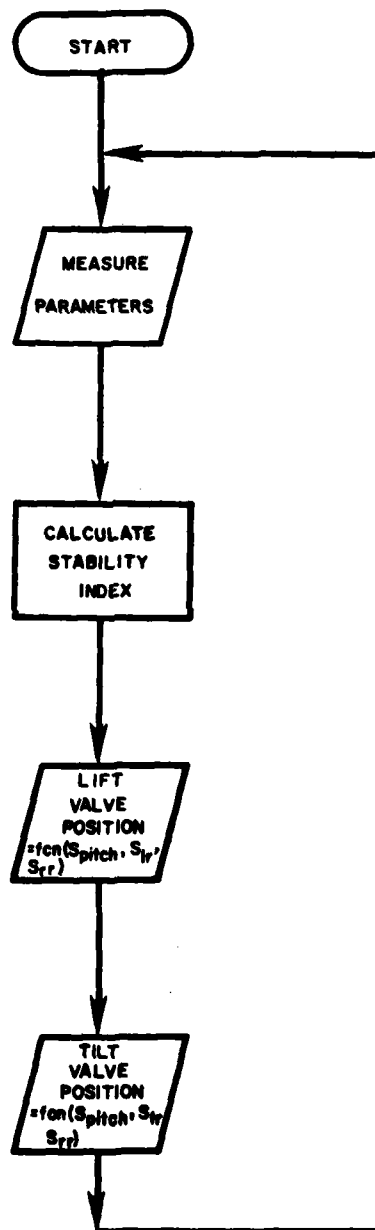 START
MEASURE
PARAMETERS
CALCULATE
STABILITY
INDEX
LIFT
VALVE
POSITION
=fcn(Spitch, Slr,
Srr)
TILT
VALVE
POSITION
=fcn(Spitch, Slr
Srr)